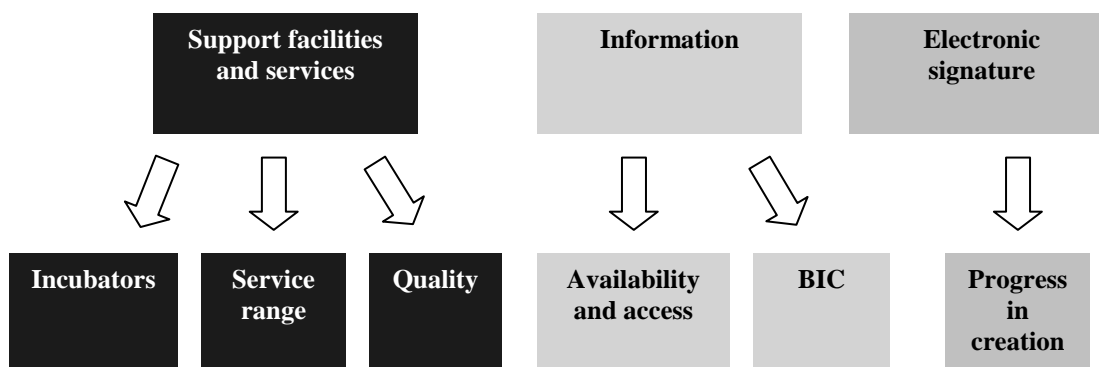 Support facilities
and services
Information
Electronic
signature
Incubators
Service
range
Quality
Availability
and access
BIC
Progress
in
creation